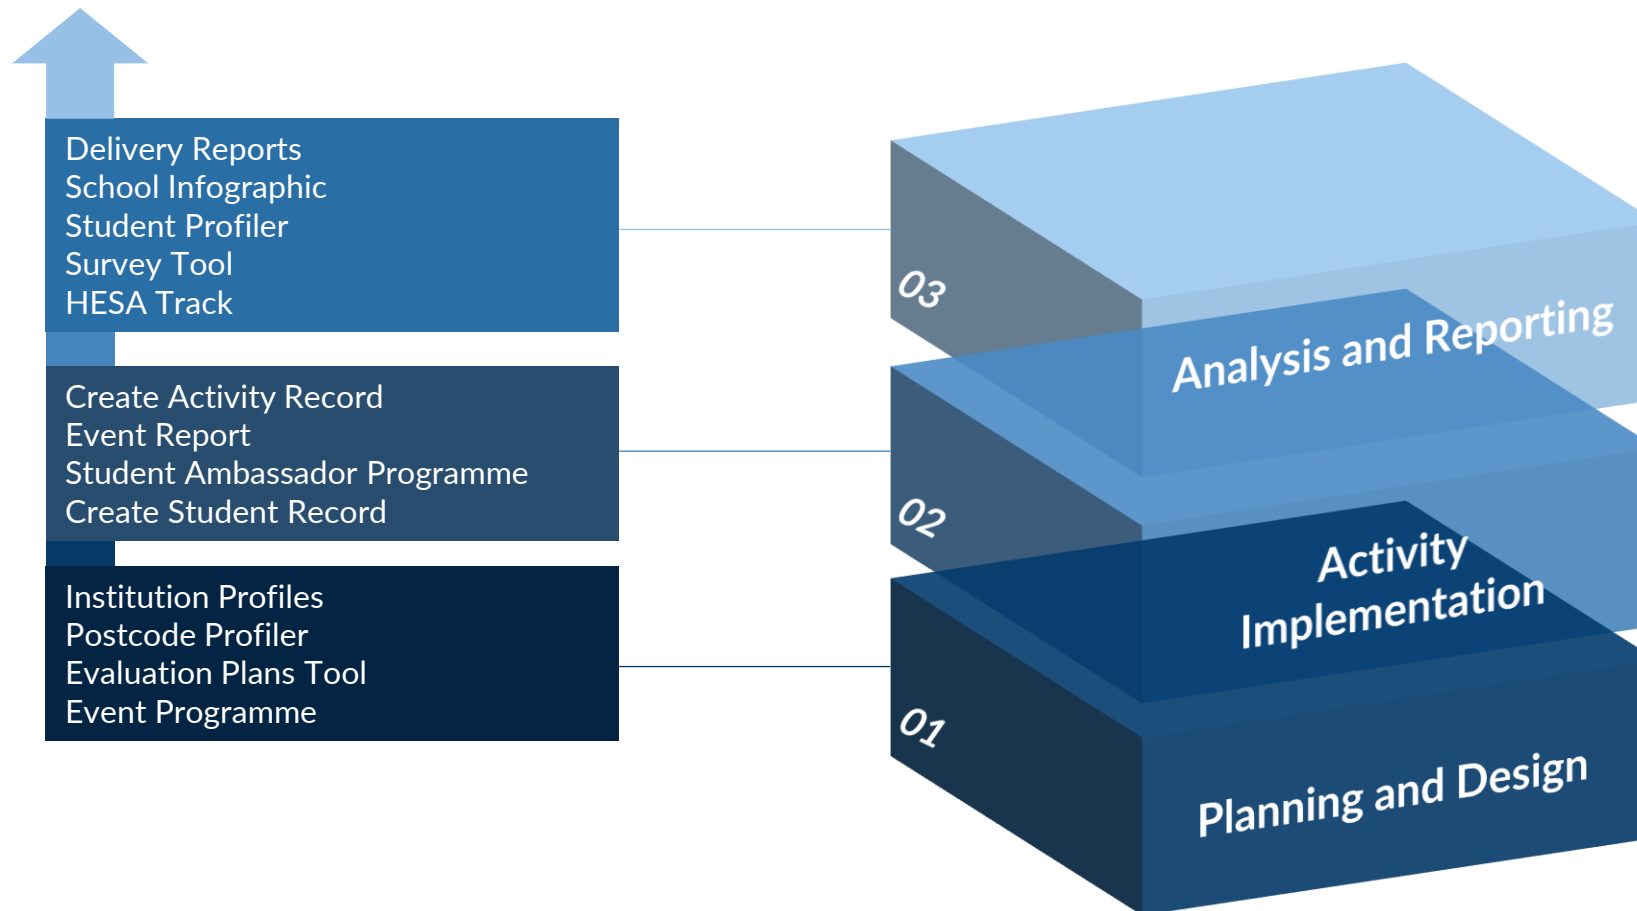 Delivery Reports
School Infographic
Student Profiler
Survey Tool
HESA Track
03
Analysis and Reporting
Create Activity Record
Event Report
Student Ambassador Programme
Create Student Record
02
Activity
Implementation
Institution Profiles
Postcode Profiler
Evaluation Plans Tool
Event Programme
01
Planning and Design